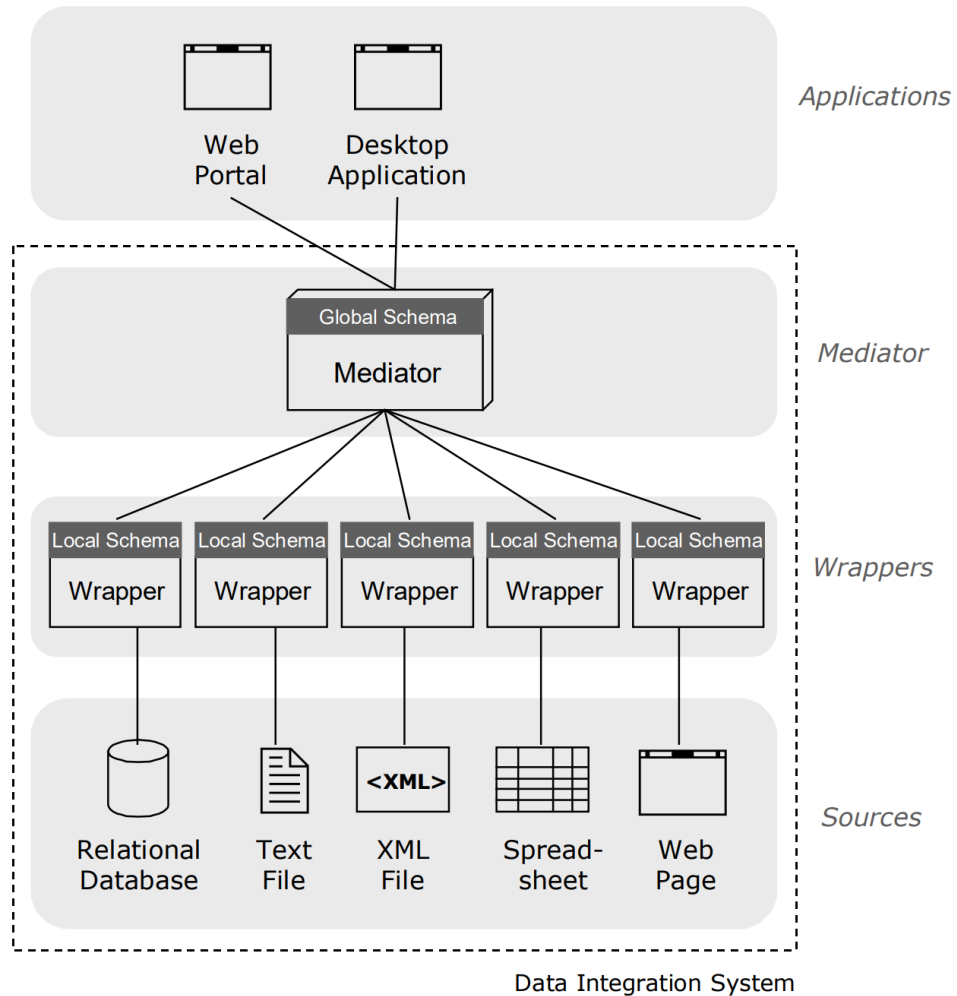 Applications
Web
Portal
Desktop
Application
Global Schema
Mediator
Mediator
Local Schema
Wrapper
Local Schema
Wrapper
Local Schema
Wrapper
Local Schema
Wrapper
Local Schema
Wrapper
Wrappers
<XML>
Sources
Relational
Database
Text
File
XML
File
Spread-
sheet
Web
Page
Data Integration System